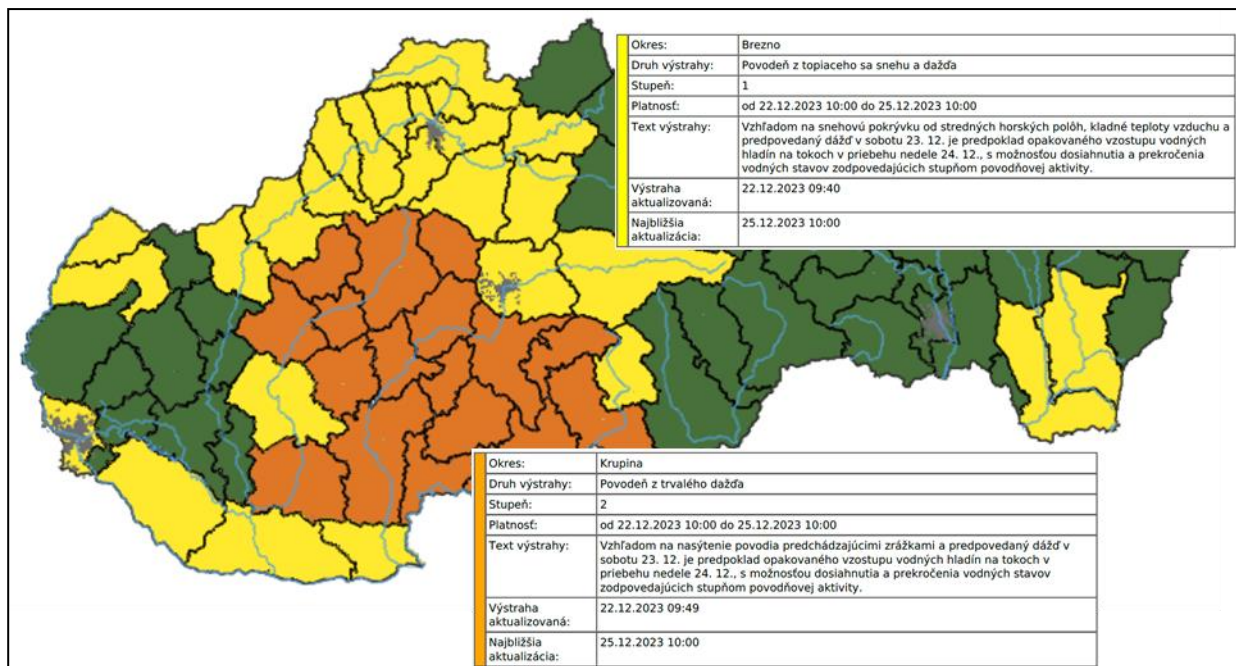 Okres: Brezno
Druh výstrahy: Povodeň z topiaceho sa snehu a dažďa
Stupeň: 1
Platnosť: od 22.12.2023 10:00 do 25.12.2023 10:00
Text výstrahy: Vzhľadom na snehovú pokrývku od stredných horských polôh, kladné teploty vzduchu a
predpovedaný dážď v sobotu 23. 12. je predpoklad opakovaného vzostupu vodných
hladín na tokoch v priebehu nedele 24. 12., s možnosťou dosiahnutia a prekročenia
vodných stavov zodpovedajúcich stupňom povodňovej aktivity.
Výstraha
aktualizovaná: 22.12.2023 09:40
Najbližšia
aktualizácia: 25.12.2023 10:00
Okres: Krupina
Druh výstrahy: Povodeň z trvalého dažďa
Stupeň: 2
Platnosť: od 22.12.2023 10:00 do 25.12.2023 10:00
Text výstrahy: Vzhľadom na nasýtenie povodia predchádzajúcimi zrážkami a predpovedaný dážď v
sobotu 23. 12. je predpoklad opakovaného vzostupu vodných hladín na tokoch v
priebehu nedele 24. 12., s možnosťou dosiahnutia a prekročenia vodných stavov
zodpovedajúcich stupňom povodňovej aktivity.
Výstraha
aktualizovaná: 22.12.2023 09:49
Najbližšia
aktualizácia: 25.12.2023 10:00